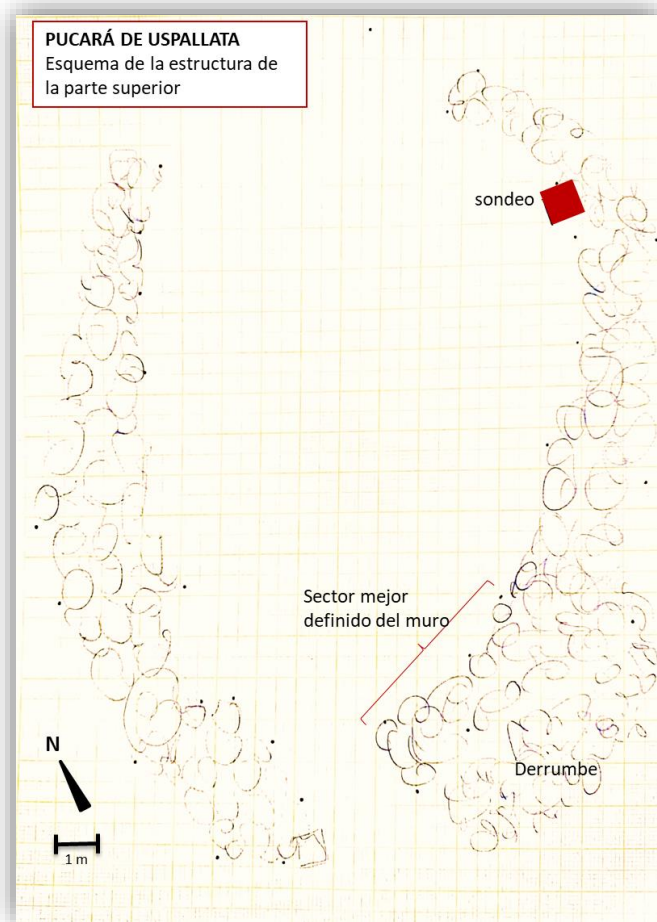 PUCARÁ DE USPALLATA
Esquema de la estructura de
la parte superior
sondeo
Sector mejor
definido del muro
Derrumbe
N
1 m